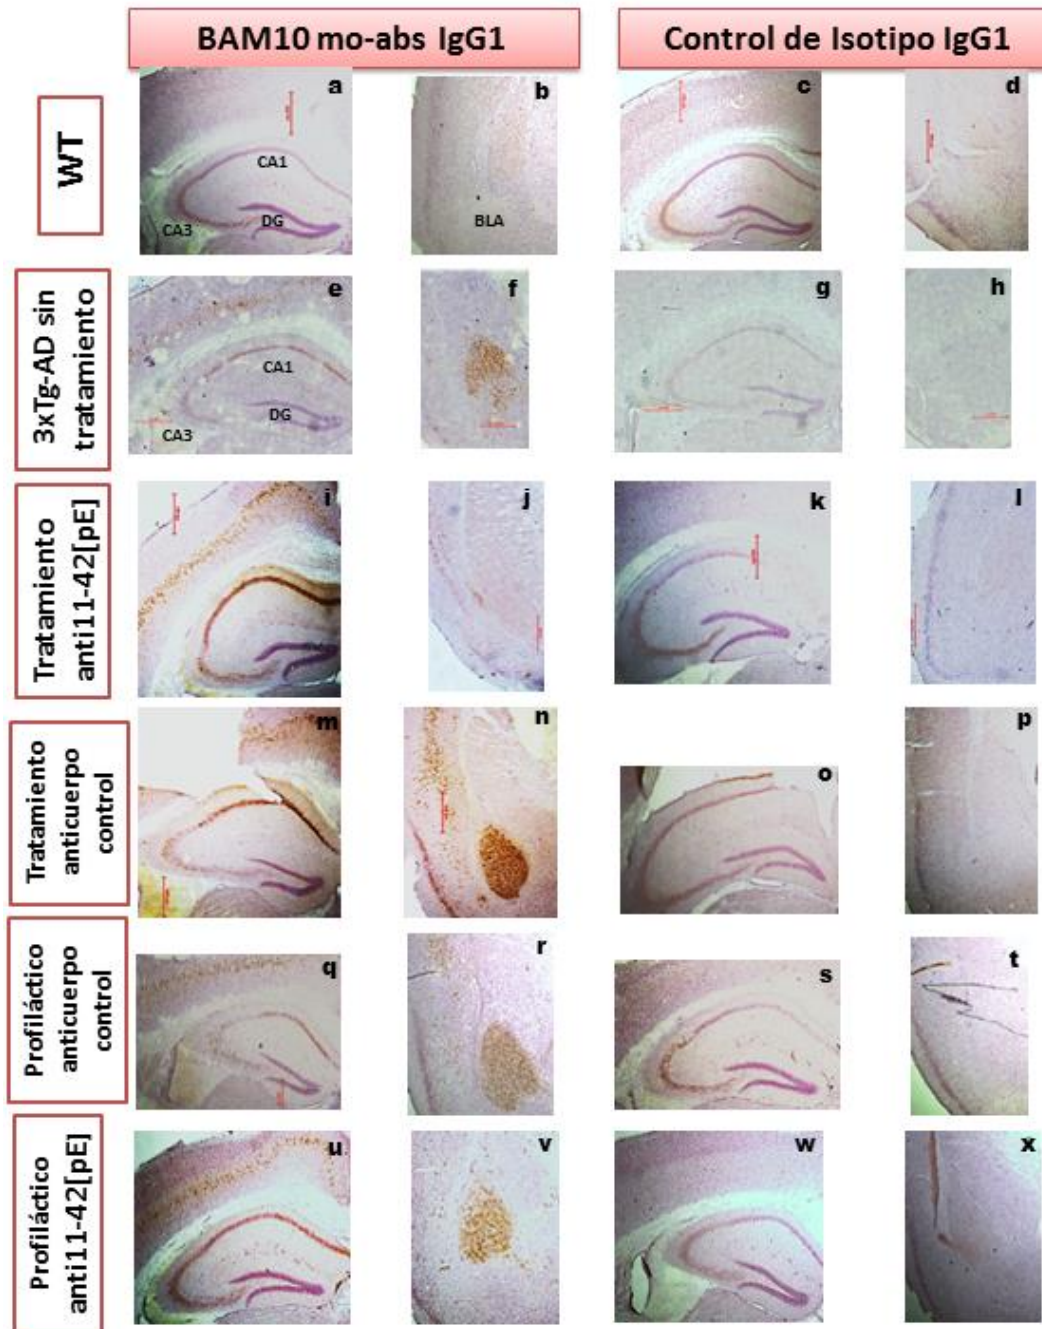 BAM10 mo-abs IgG1
Control de Isotipo IgG1
WT
a
CA1
CA3
DG
b
BLA
c
d
3xTg-AD sin
tratamiento
e
CA1
DG
CA3
f
g
h
Tratamiento
anti11-42[pE]
i
j
k
l
Tratamiento
anticuerpo
control
m
n
o
p
Profiláctico
anticuerpo
control
q
r
s
t
Profiláctico
anti11-42[pE]
u
v
w
x